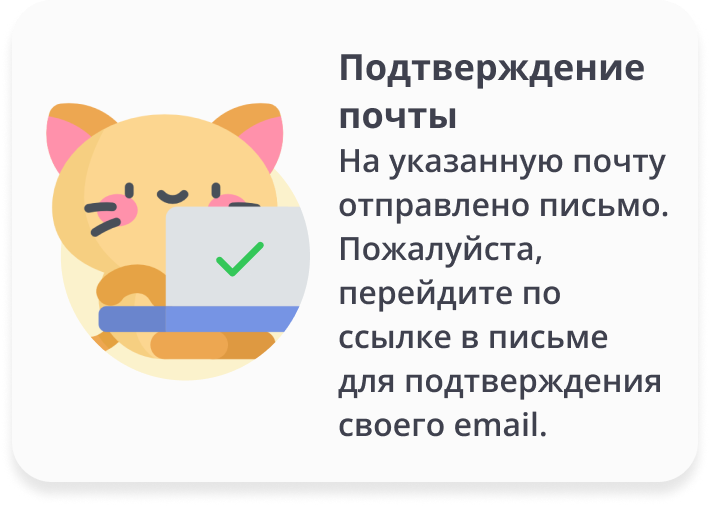 Подтверждение
почты
На указанную почту
отправлено письмо.
Пожалуйста,
перейдите по
ссылке в письме
для подтверждения
своего email.